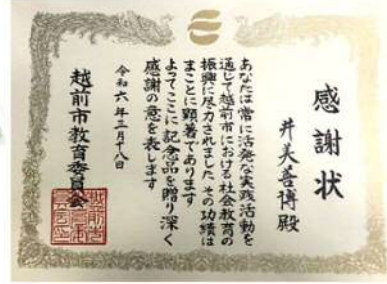 感謝状
井美善博殿
あなたは常に活発な実践活動を
通じて越前市における社会教育の
振興に尽力されました その功績は
まことに顕著であります
よってここに記念品を贈り深く
感謝の意を表します
令和六年三月十八日
越前市教育委員会